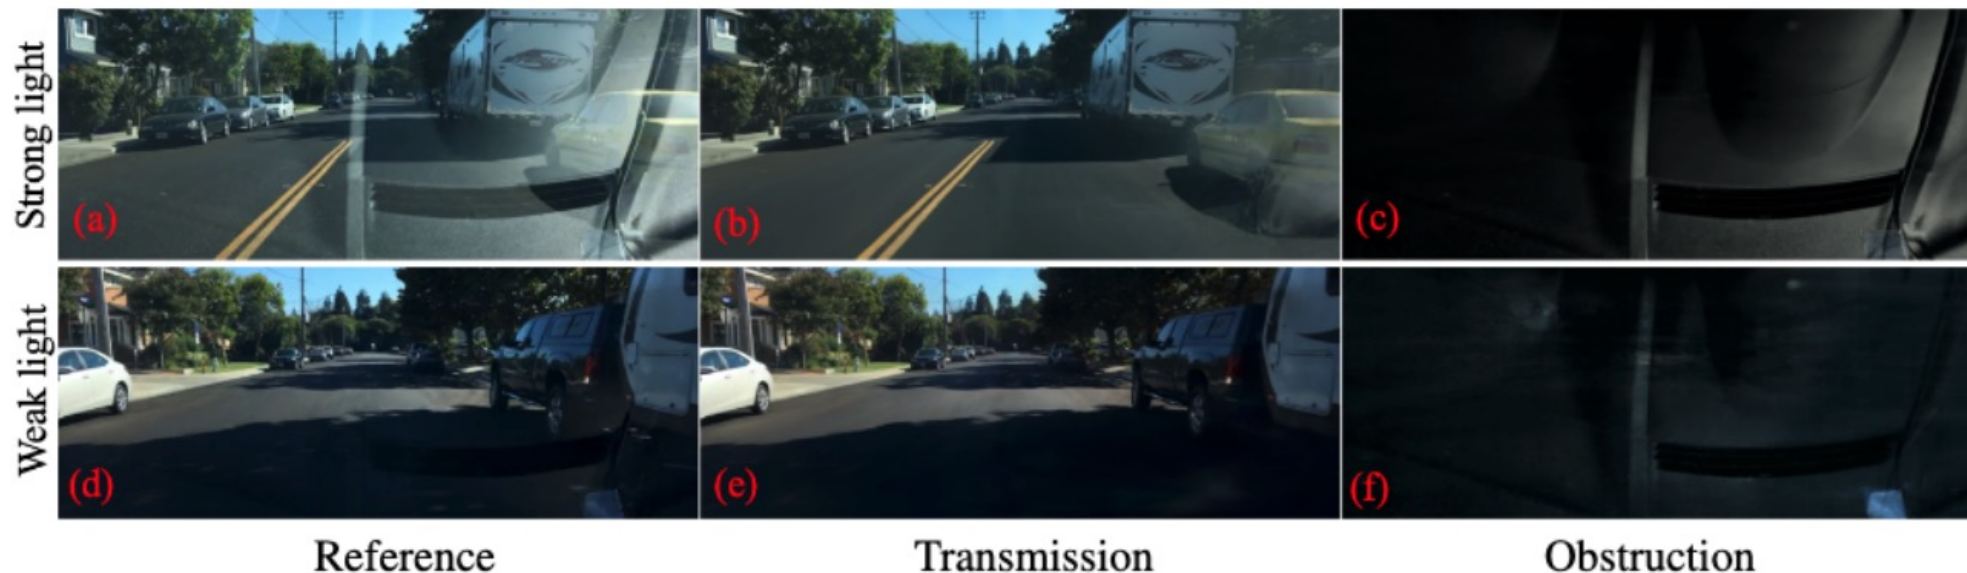 Strong light
(a)
(b)
(c)
Weak light
(d)
(e)
(f)
Reference
Transmission
Obstruction